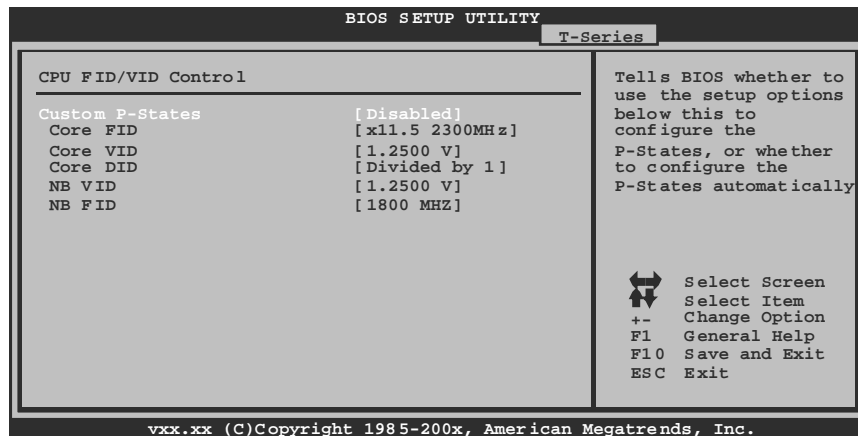 BIOS SETUP UTILITY
T-Series
CPU FID/VID Control
Custom P-States [Disabled]
Core FID [x11.5 2300MHz]
Core VID [1.2500 V]
Core DID [Divided by 1]
NB VID [1.2500 V]
NB FID [1800 MHZ]
Tells BIOS whether to
use the setup options
below this to
configure the
P-States, or whether
to configure the
P-States automatically
Select Screen
Select Item
+- Change Option
F1 General Help
F10 Save and Exit
ESC Exit
vxx.xx (C)Copyright 1985-200x, American Megatrends, Inc.